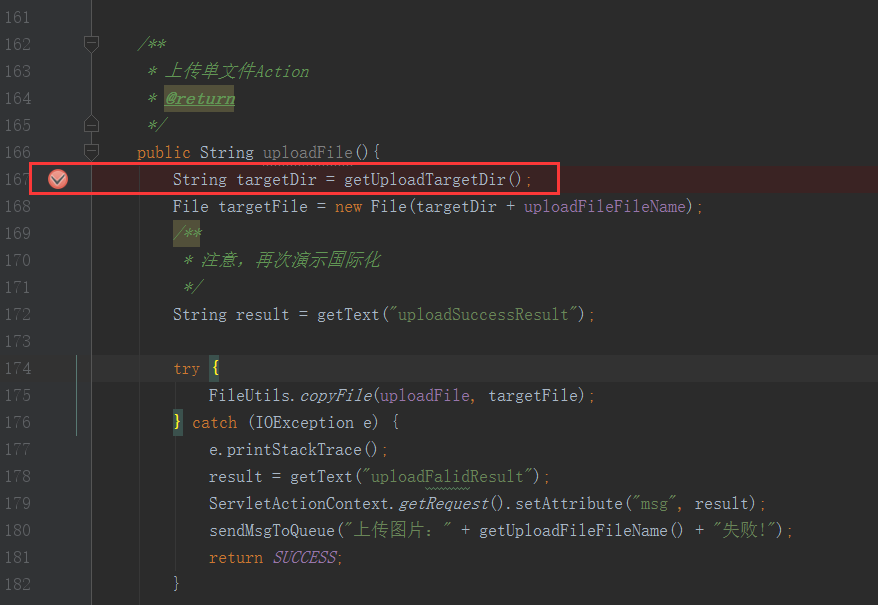 161
162 /**
163 * 上传单文件Action
164 * @return
165 */
166 public String uploadFile(){
167 String targetDir = getUploadTargetDir();
168 File targetFile = new File(targetDir + uploadFileFileName);
169 /**
170 * 注意，再次演示国际化
171 */
172 String result = getText("uploadSuccessResult");
173
174 try {
175 FileUtils.copyFile(uploadFile, targetFile);
176 } catch (IOException e) {
177 e.printStackTrace();
178 result = getText("uploadFalidResult");
179 ServletActionContext.getRequest().setAttribute("msg", result);
180 sendMsgToQueue("上传图片：" + getUploadFileFileName() + "失败!");
181 return SUCCESS;
182 }